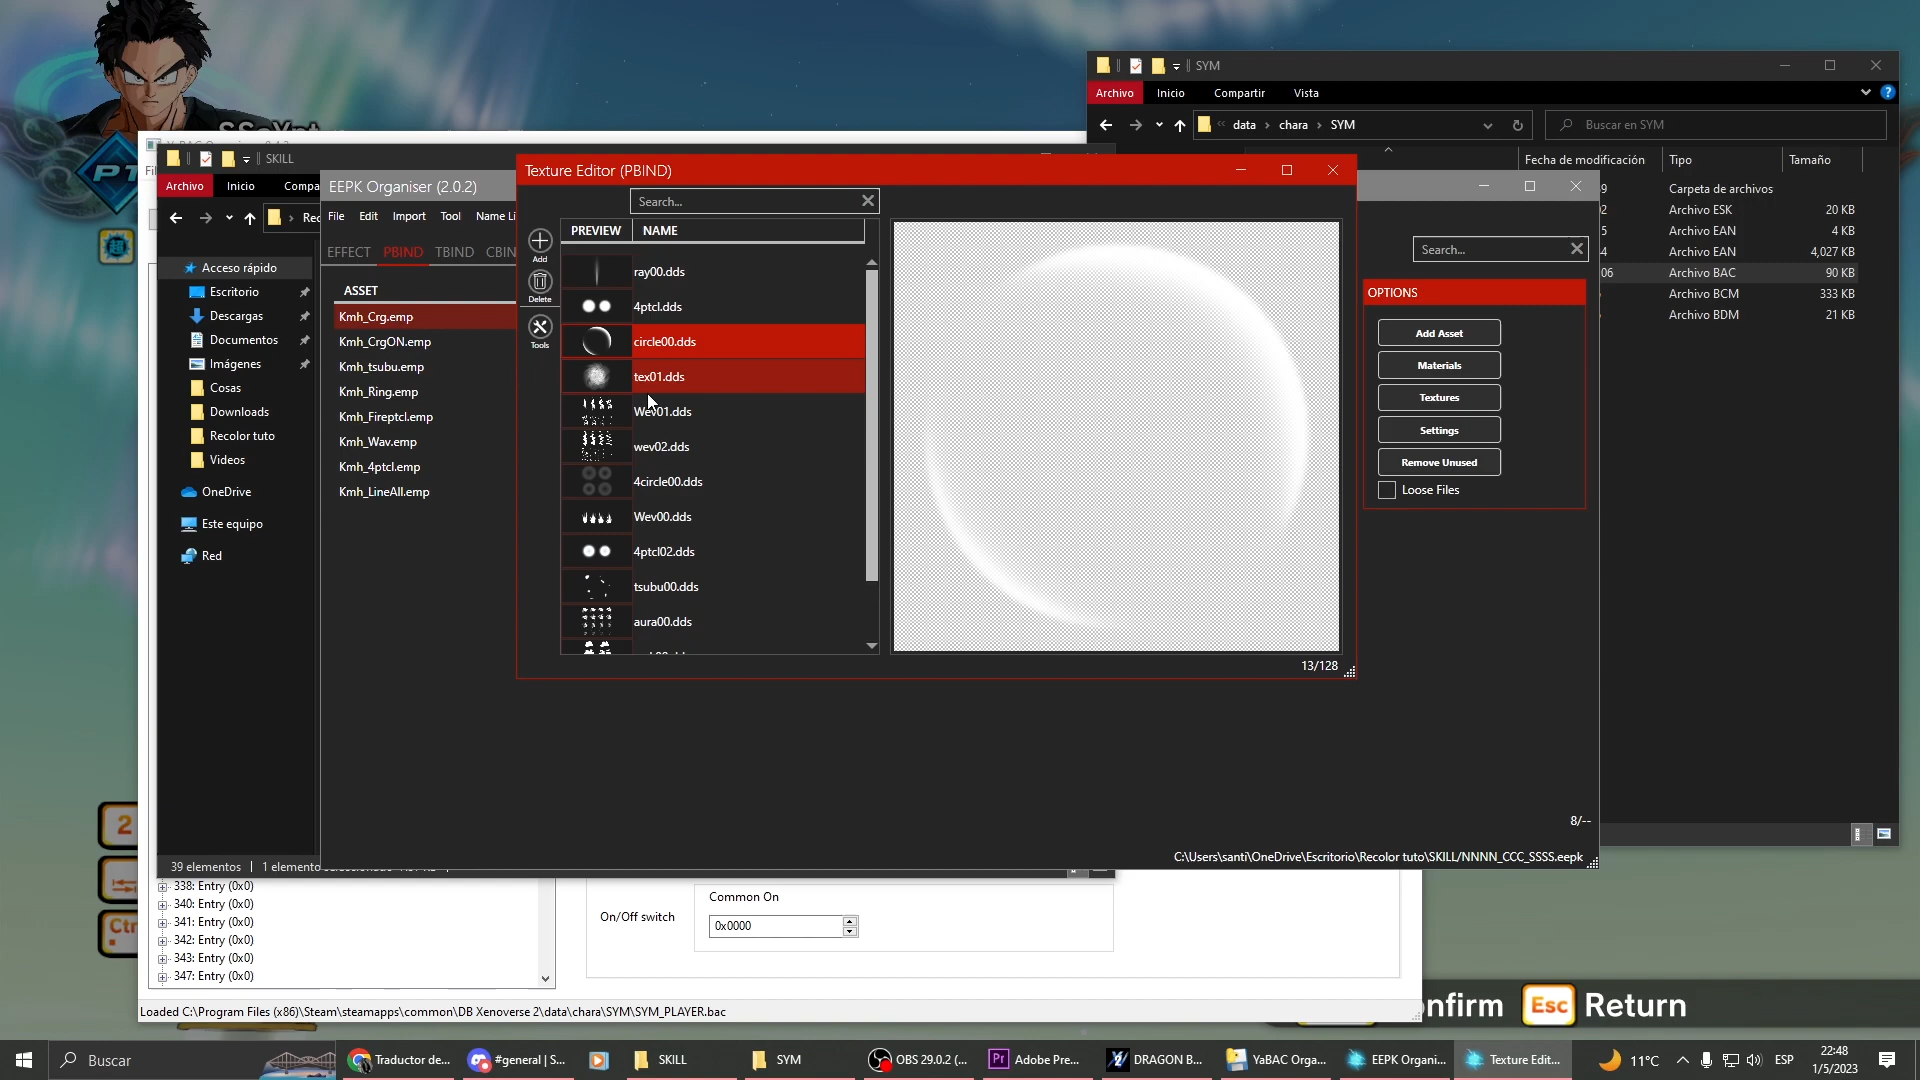 SYM
Archivo
Inicio
Compartir
Vista
data › chara › SYM
Buscar en SYM
Fecha de modificación
Tipo
Tamaño
Carpeta de archivos
Archivo ESK
20 KB
Archivo EAN
4 KB
Archivo EAN
4,027 KB
06
Archivo BAC
90 KB
Archivo BCM
333 KB
Archivo BDM
21 KB
SKILL
Archivo
Inicio
Compa
Acceso rápido
Escritorio
Descargas
Documentos
Imágenes
Cosas
Downloads
Recolor tuto
Videos
OneDrive
Este equipo
Red
39 elementos
1 elemento
EEPK Organiser (2.0.2)
File
Edit
Import
Tool
Name Li
EFFECT
PBIND
TBIND
CBIN
ASSET
Kmh_Crg.emp
Kmh_CrgON.emp
Kmh_tsubu.emp
Kmh_Ring.emp
Kmh_Fireptcl.emp
Kmh_Wav.emp
Kmh_4ptcl.emp
Kmh_LineAll.emp
Texture Editor (PBIND)
Search...
Add
Delete
Tools
PREVIEW
NAME
ray00.dds
4ptcl.dds
circle00.dds
tex01.dds
Wev01.dds
wev02.dds
4circle00.dds
Wev00.dds
4ptcl02.dds
tsubu00.dds
aura00.dds
13/128
Search...
OPTIONS
Add Asset
Materials
Textures
Settings
Remove Unused
Loose Files
8/--
C:\Users\santi\OneDrive\Escritorio\Recolor tuto\SKILL/NNNN_CCC_SSSS.eepk
338: Entry (0x0)
340: Entry (0x0)
341: Entry (0x0)
342: Entry (0x0)
343: Entry (0x0)
347: Entry (0x0)
On/Off switch
Common On
0x0000
Loaded C:\Program Files (x86)\Steam\steamapps\common\DB Xenoverse 2\data\chara\SYM\SYM_PLAYER.bac
2
Ctr
onfirm
Esc Return
Buscar
Traductor de...
#general | S...
SKILL
SYM
OBS 29.0.2 (...
Adobe Pre...
DRAGON B...
YaBAC Orga...
EEPK Organi...
Texture Edit...
11°C
ESP
22:48
1/5/2023